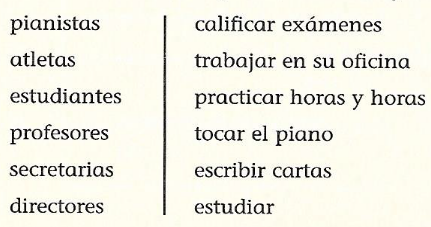 pianistas calificar exámenes
atletas trabajar en su oficina
estudiantes practicar horas y horas
profesores tocar el piano
secretarias escribir cartas
directores estudiar